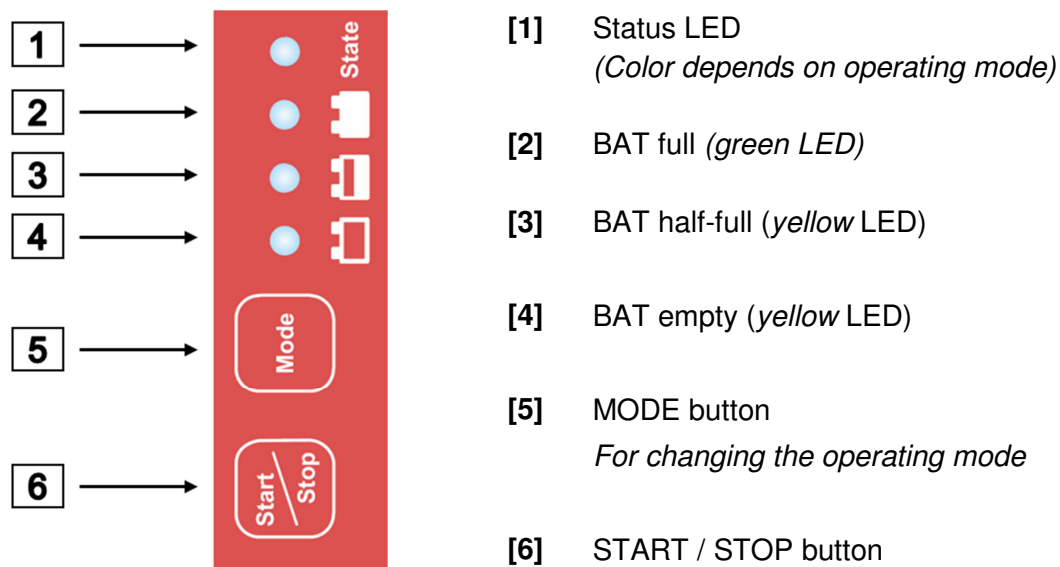 1
[1] Status LED
State
(Color depends on operating mode)
2
[2] BAT full (green LED)
3
[3] BAT half-full (yellow LED)
4
[4] BAT empty (yellow LED)
5
Mode
[5] MODE button
For changing the operating mode
6
Start
Stop
[6] START / STOP button